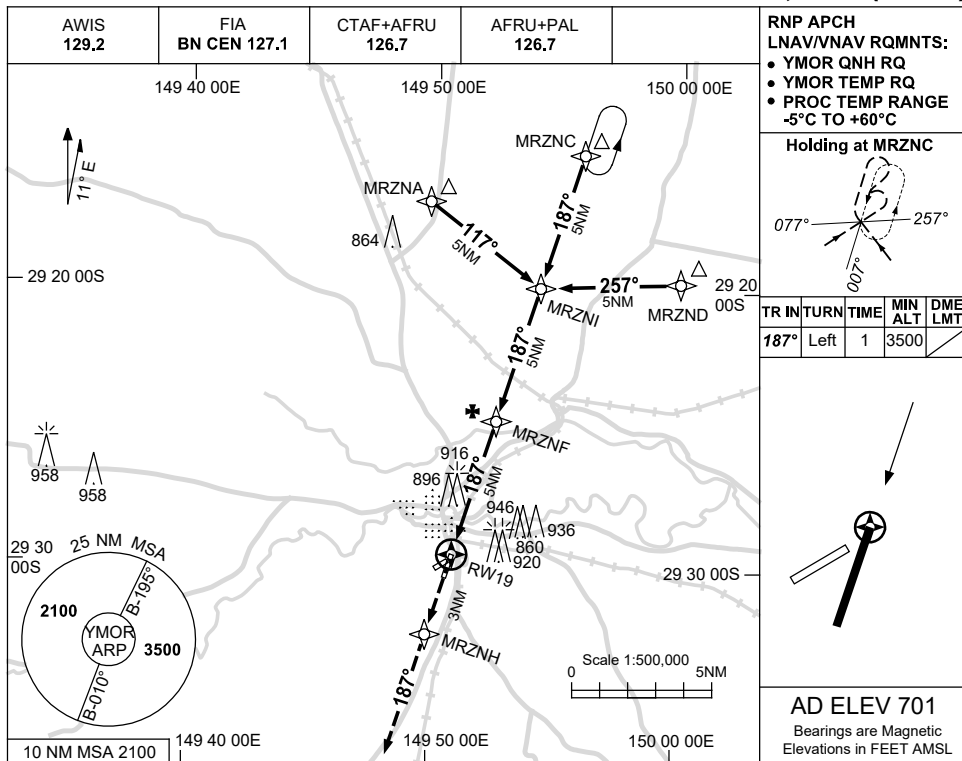 AWIS
129.2
FIA
BN CEN 127.1
CTAF+AFRU
126.7
AFRU+PAL
126.7
RNP APCH
LNAV/VNAV RQMNTS:
• YMOR QNH RQ
• YMOR TEMP RQ
• PROC TEMP RANGE
-5°C TO +60°C
149 40 00E
149 50 00E
150 00 00E
11° E
MRZNC
MRZNA
864
117°
5NM
187°
5NM
257°
5NM
MRZNI
MRZND
29 20 00S
29 20
00S
187°
5NM
MRZNF
916
896
187°
5NM
946
936
860
920
958
958
RW19
29 30
00S
29 30 00S
3NM
MRZNH
187°
25 NM MSA
2100
B-195°
YMOR
ARP
3500
B-010°
10 NM MSA 2100
Scale 1:500,000
0
5NM
149 40 00E
149 50 00E
150 00 00E
Holding at MRZNC
077°
257°
007°
TR IN TURN TIME MIN ALT DME LMT
187° Left 1 3500
AD ELEV 701
Bearings are Magnetic
Elevations in FEET AMSL